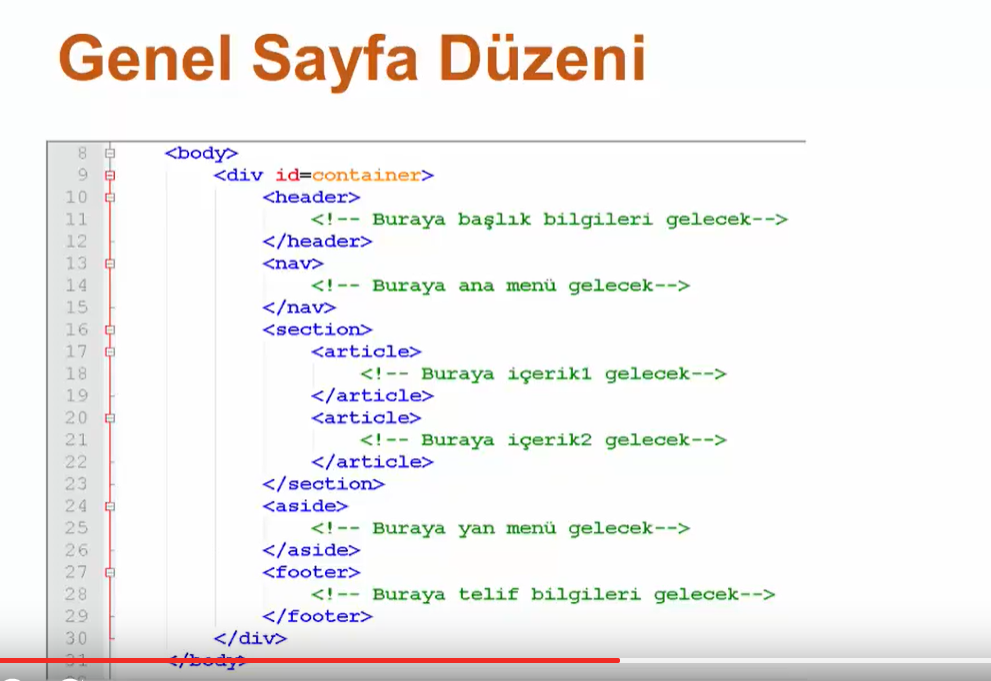 Genel Sayfa Düzeni
8 <body>
9 <div id=container>
10 <header>
11 <!-- Buraya başlık bilgileri gelecek-->
12 </header>
13 <nav>
14 <!-- Buraya ana menü gelecek-->
15 </nav>
16 <section>
17 <article>
18 <!-- Buraya içerik1 gelecek-->
19 </article>
20 <article>
21 <!-- Buraya içerik2 gelecek-->
22 </article>
23 </section>
24 <aside>
25 <!-- Buraya yan menü gelecek-->
26 </aside>
27 <footer>
28 <!-- Buraya telif bilgileri gelecek-->
29 </footer>
30 </div>
31 </body>